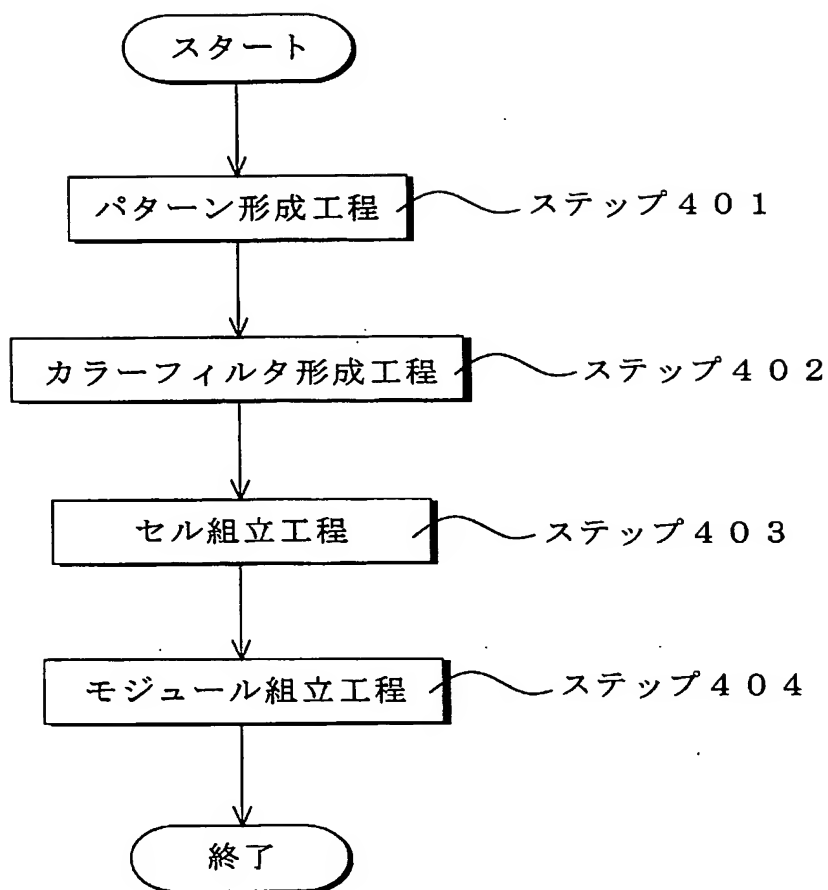 スタート
パターン形成工程
ステップ401
カラーフィルタ形成工程
ステップ402
セル組立工程
ステップ403
モジュール組立工程
ステップ404
終了